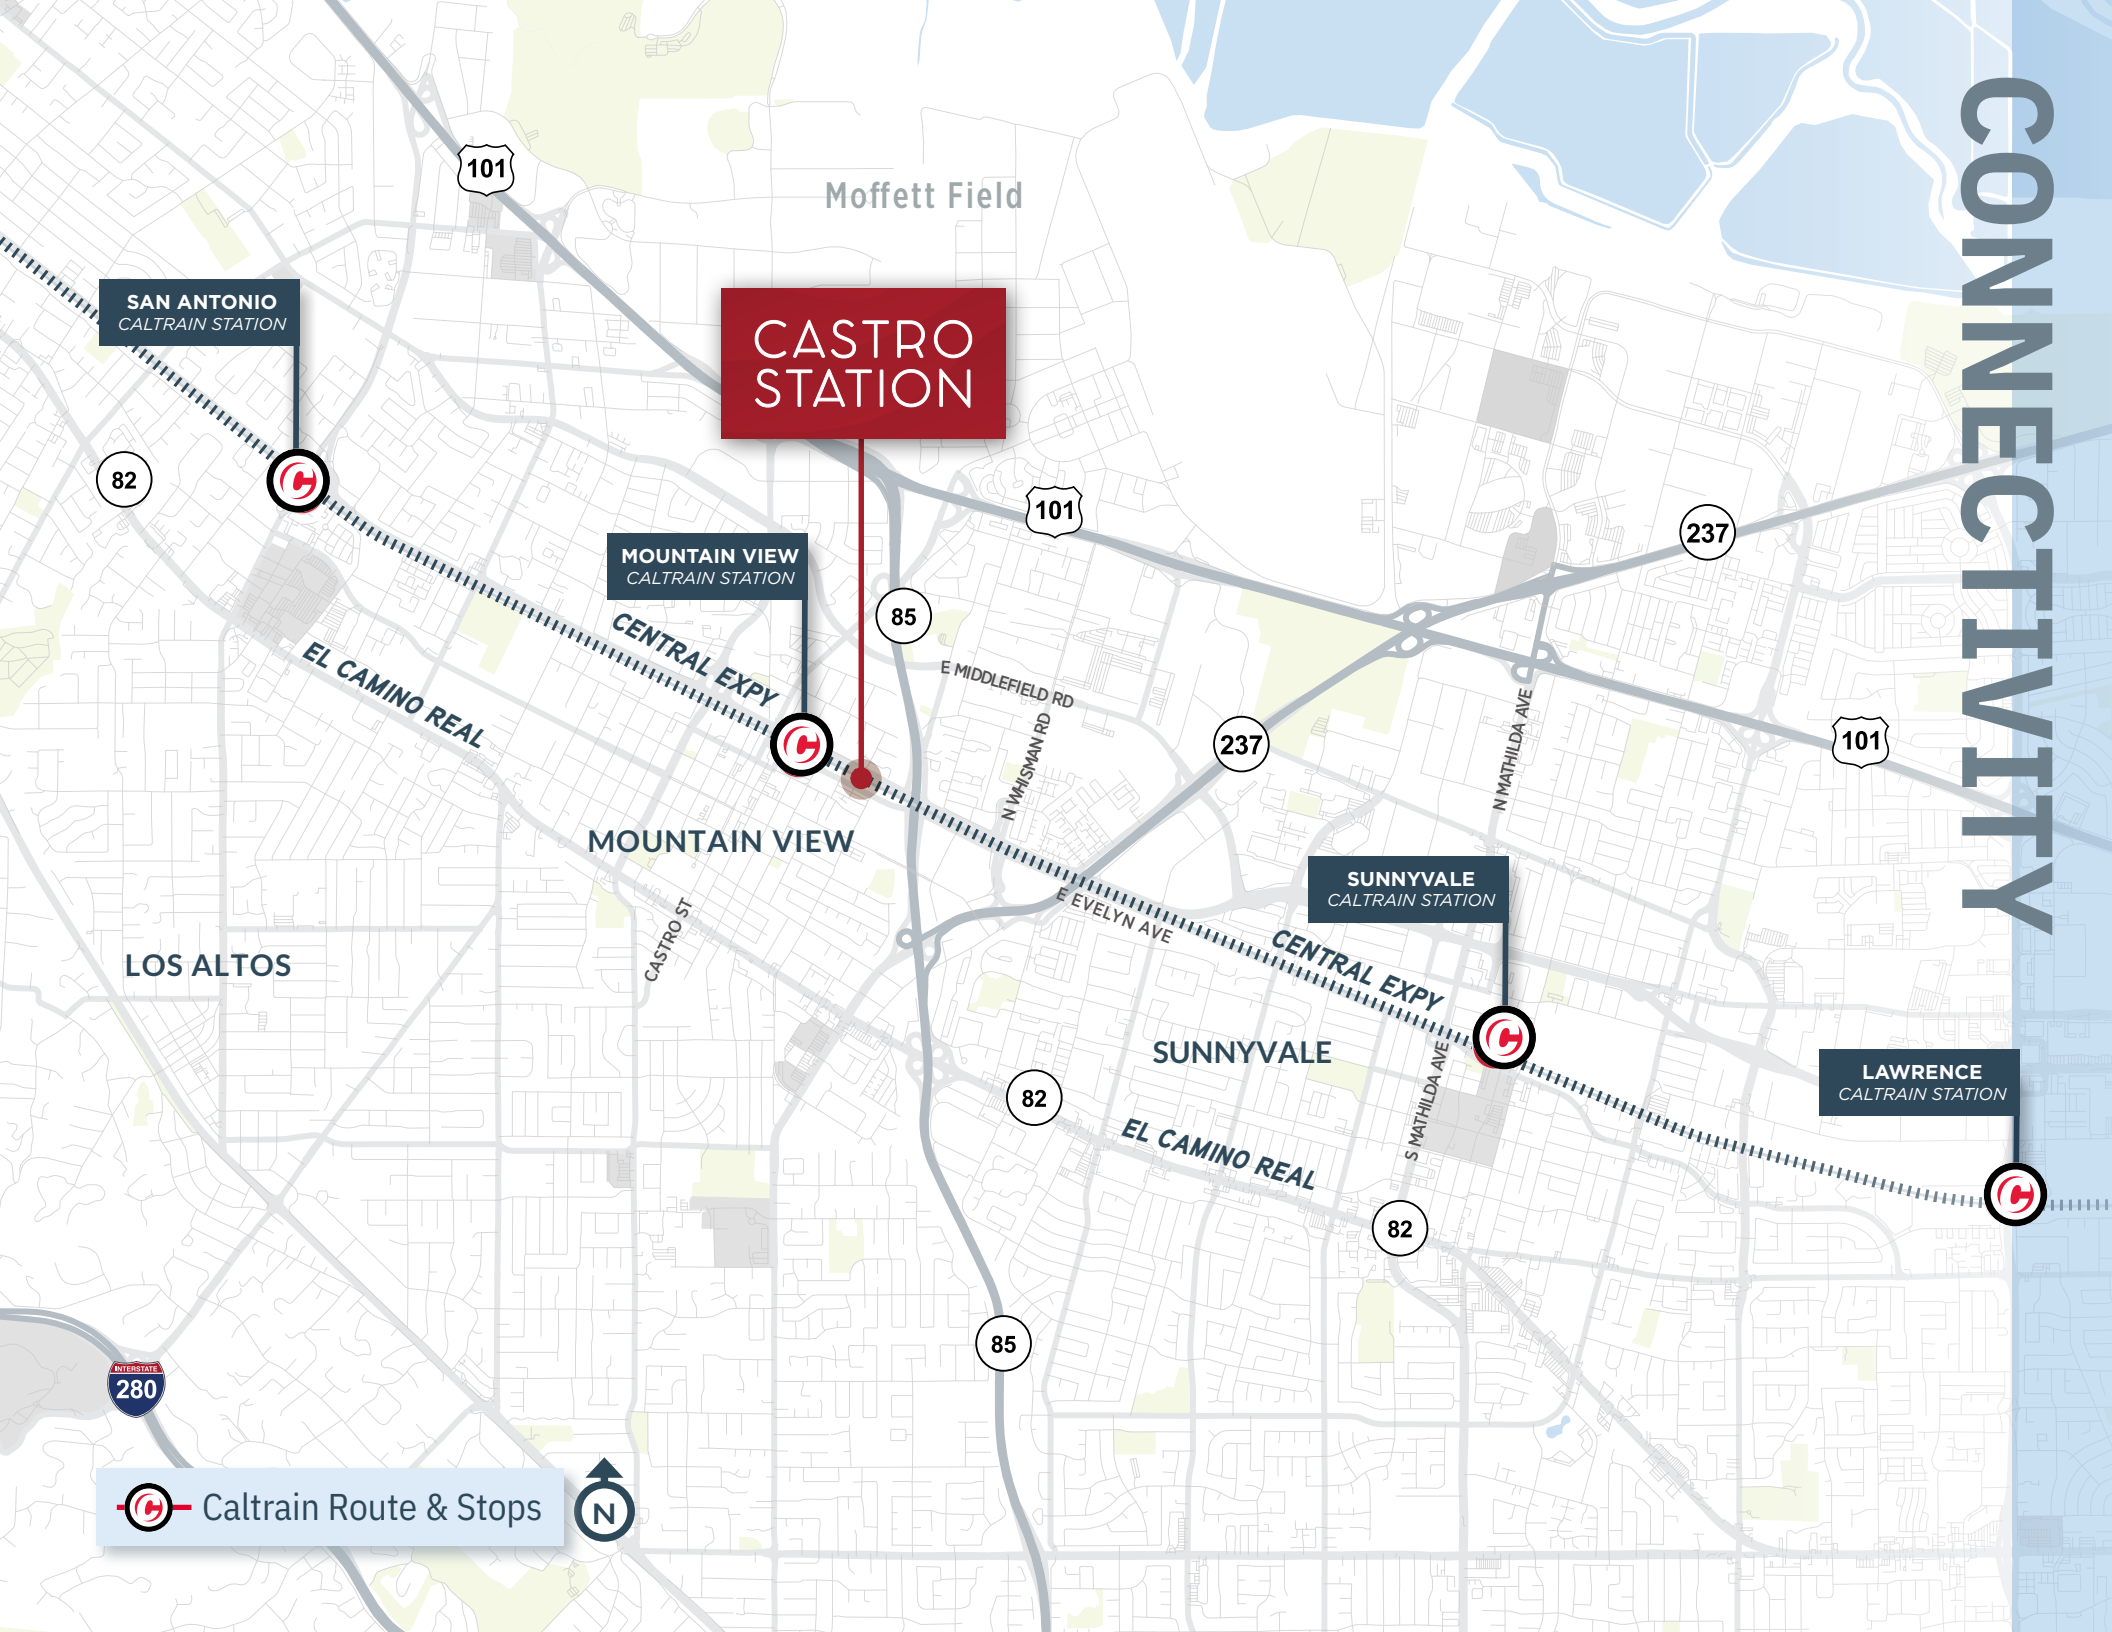 CONNECTIVITY
101
Moffett Field
SAN ANTONIO
CALTRAIN STATION
CASTRO
STATION
82
101
237
MOUNTAIN VIEW
CALTRAIN STATION
85
CENTRAL EXPY
EL CAMINO REAL
E MIDDLEFIELD RD
N WHISMAN RD
237
N MATHILDA AVE
101
MOUNTAIN VIEW
SUNNYVALE
CALTRAIN STATION
E EVELYN AVE
CASTRO ST
CENTRAL EXPY
LOS ALTOS
SUNNYVALE
S MATHILDA AVE
LAWRENCE
CALTRAIN STATION
82
EL CAMINO REAL
82
85
INTERSTATE
280
Caltrain Route & Stops
N